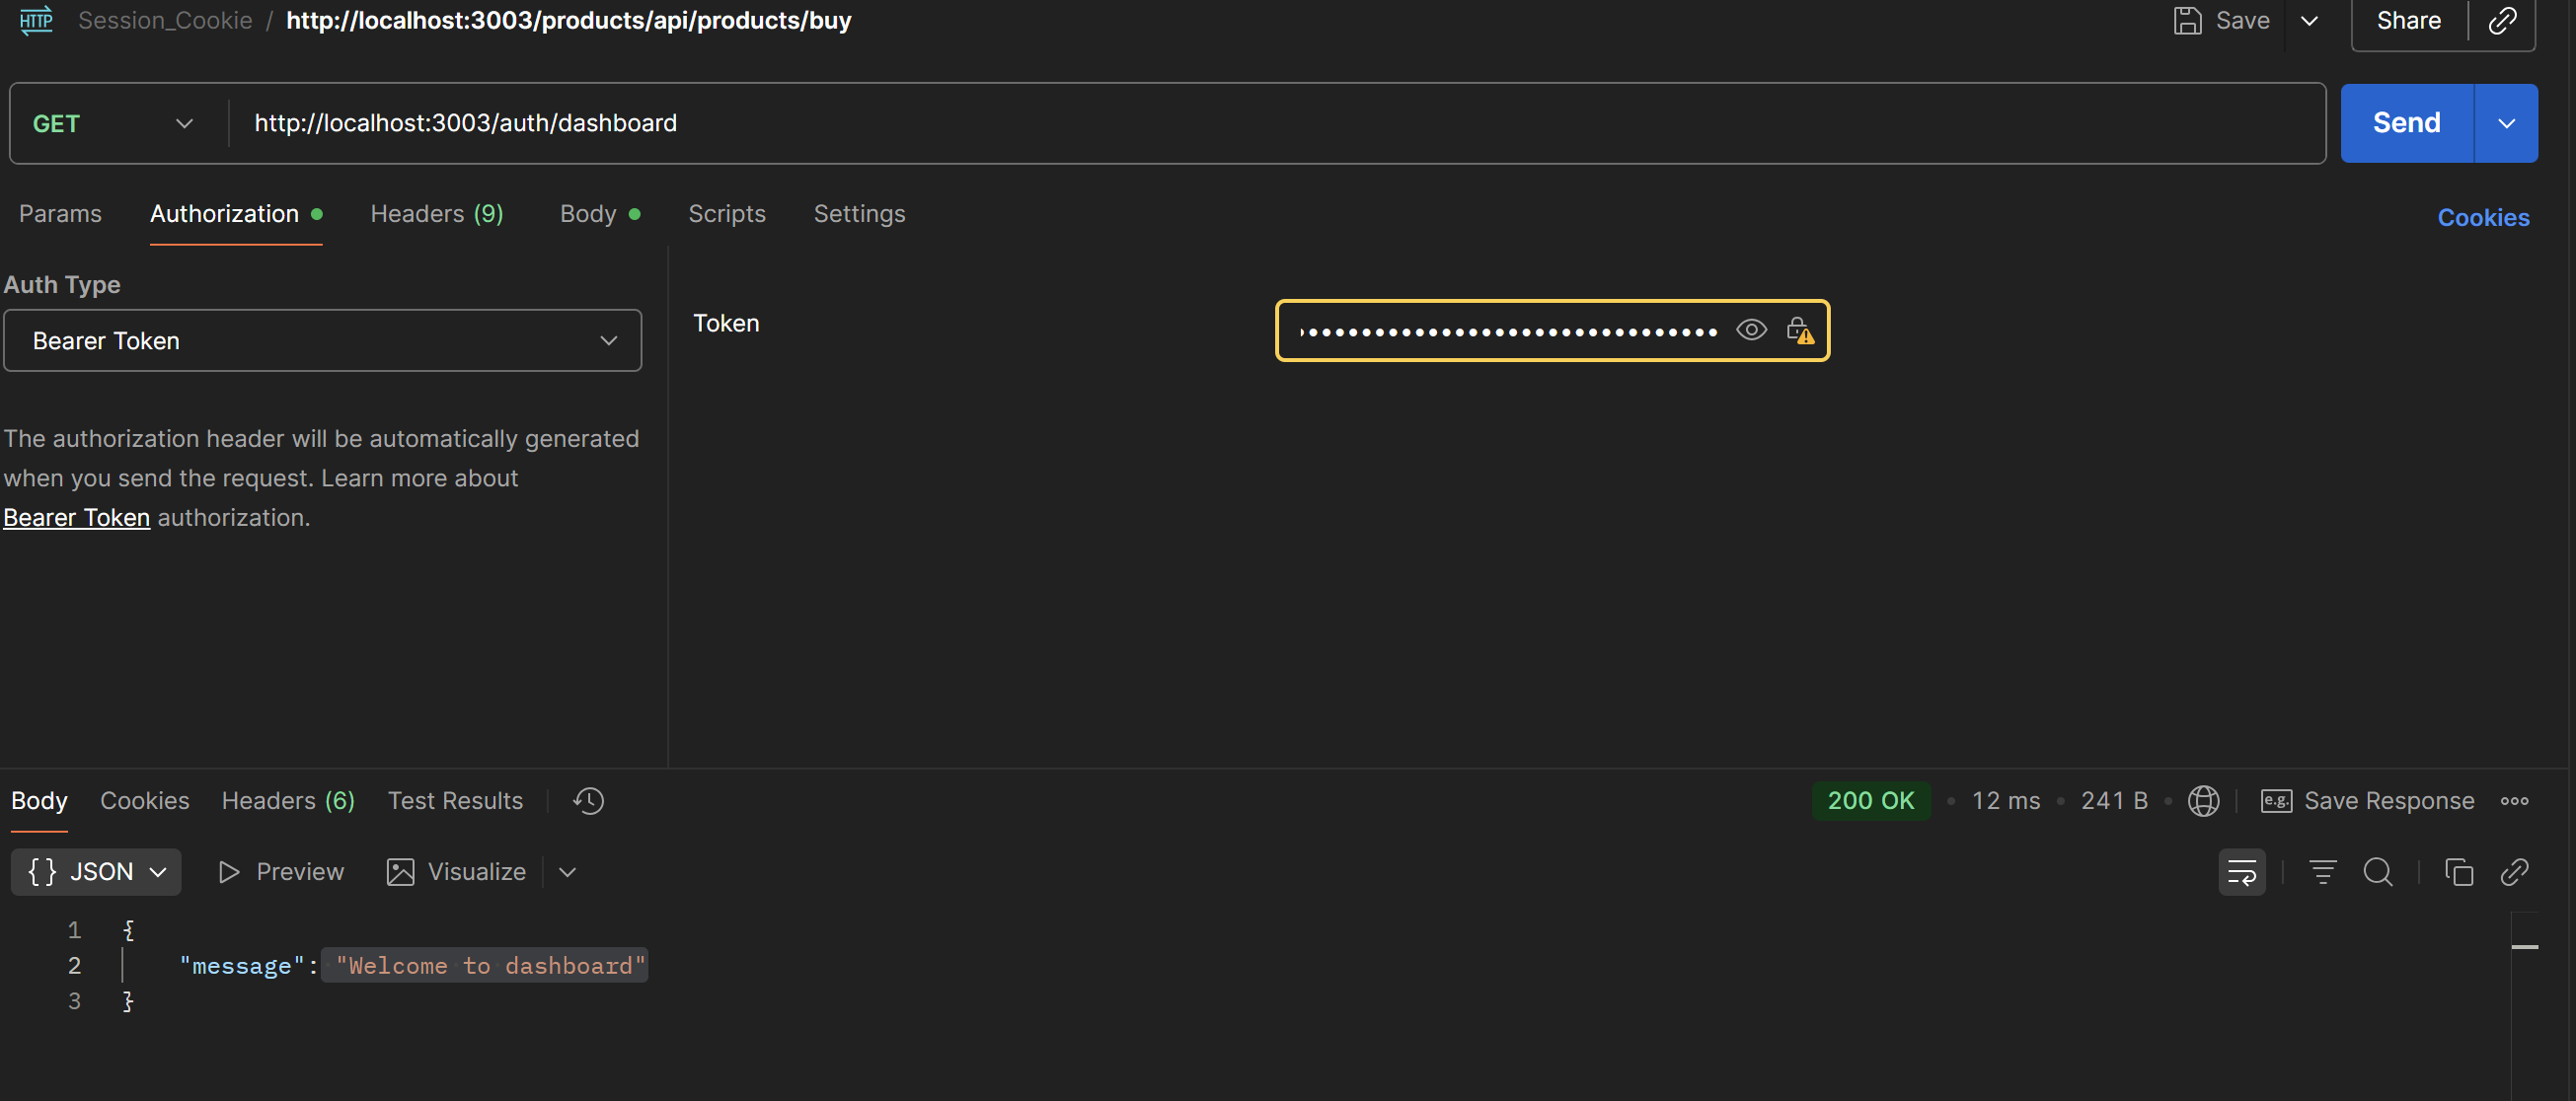 HTTP Session_Cookie / http://localhost:3003/products/api/products/buy Save Share
GET http://localhost:3003/auth/dashboard Send
Params Authorization Headers (9) Body Scripts Settings Cookies
Auth Type
Bearer Token
The authorization header will be automatically generated
when you send the request. Learn more about
Bearer Token authorization.
Token
Body Cookies Headers (6) Test Results 200 OK • 12 ms • 241 B • e.g. Save Response
{} JSON Preview Visualize
1 {
2 "message": "Welcome to dashboard"
3 }